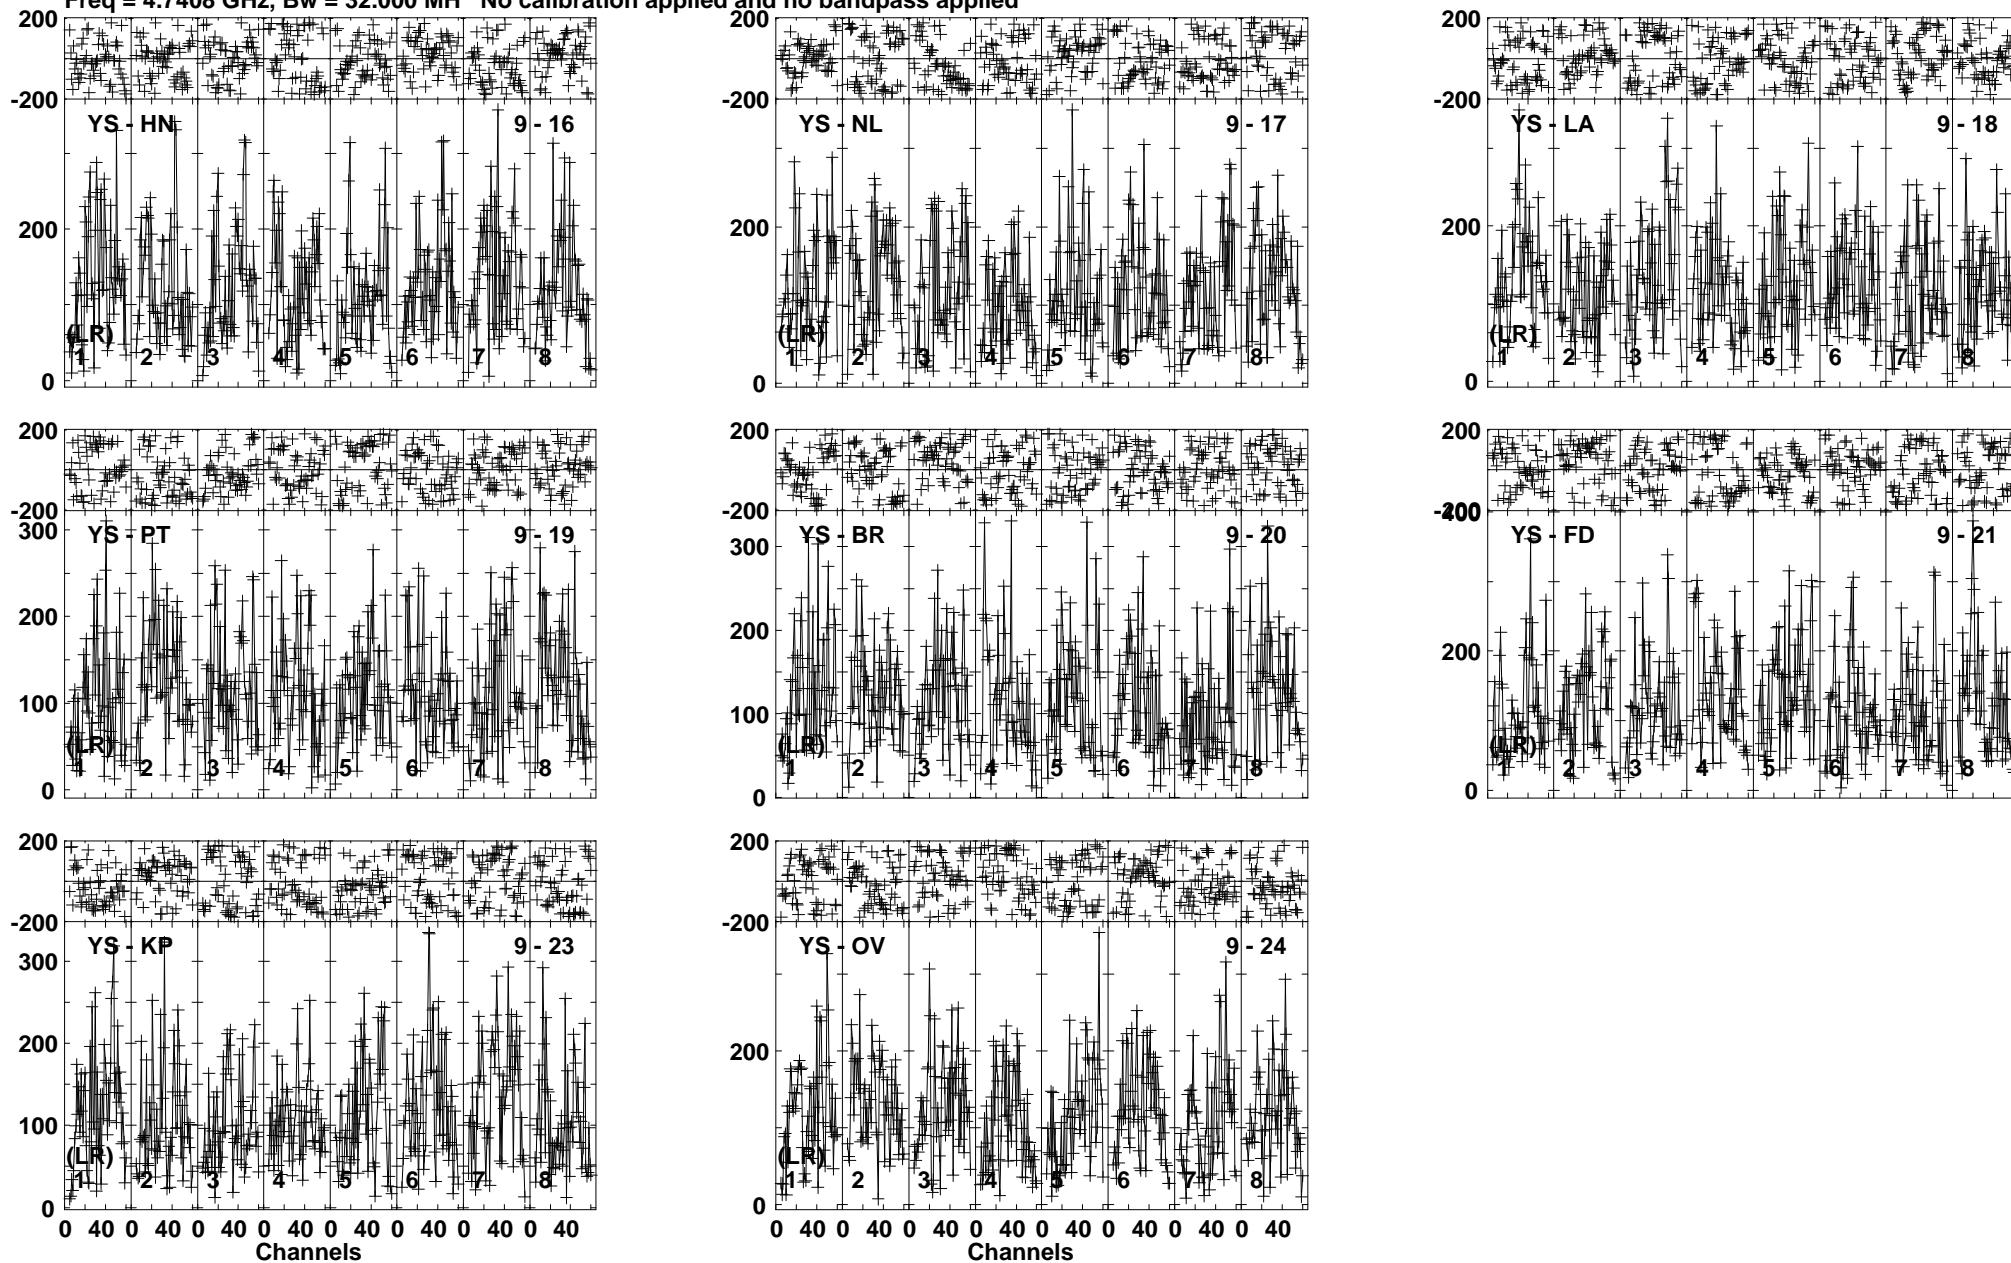 Freq = 4.7408 GHz, Bw = 32.000 MH No calibration applied and no bandpass applied
200 200 200
-200 -200 -200
YS - HN 9 - 16 YS - NL 9 - 17 YS - LA 9 - 18
200 200 200
(LR) (LR) (LR)
1 2 3 4 5 6 7 8 1 2 3 4 5 6 7 8 1 2 3 4 5 6 7 8
0 0 0
200 200 200
-200 -200 -200 400
YS - PT 9 - 19 YS - BR 9 - 20 YS - FD 9 - 21
300 300
200 200 200
100 100
(LR) (LR) (LR)
1 2 3 4 5 6 7 8 1 2 3 4 5 6 7 8 1 2 3 4 5 6 7 8
0 0 0
200 200
-200 -200
YS - KP 9 - 23 YS - OV 9 - 24
300
200 200
100
(LR) (LR)
1 2 3 4 5 6 7 8 1 2 3 4 5 6 7 8
0 0
0 40 0 40 0 40 0 40 0 40 0 40 0 40 0 40 0 40 0 40 0 40 0 40 0 40 0 40 0 40 0 40
Channels Channels